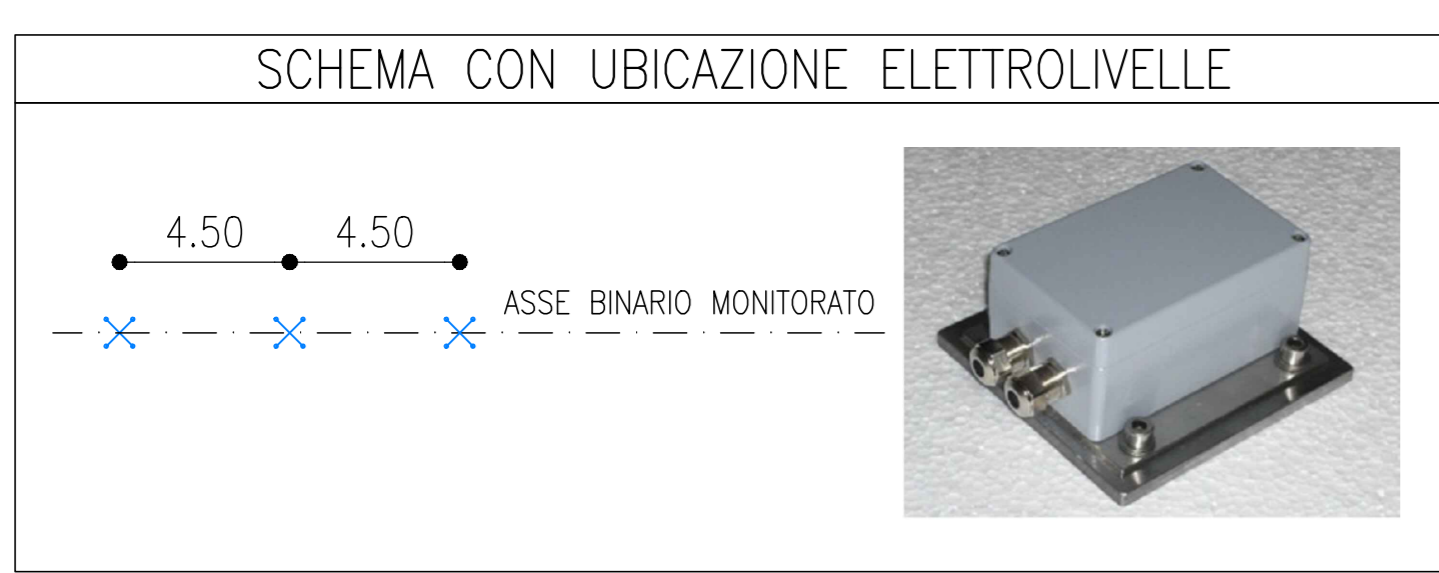 SCHEMA CON UBICAZIONE ELETTROLIVELLE
4.50 4.50
ASSE BINARIO MONITORATO